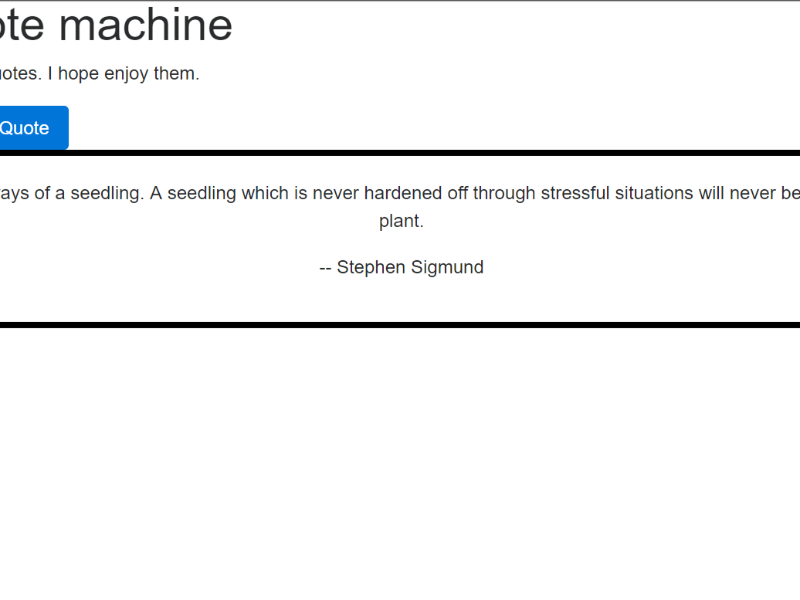 ote machine
uotes. I hope enjoy them.
Quote
ays of a seedling. A seedling which is never hardened off through stressful situations will never be
plant.
-- Stephen Sigmund